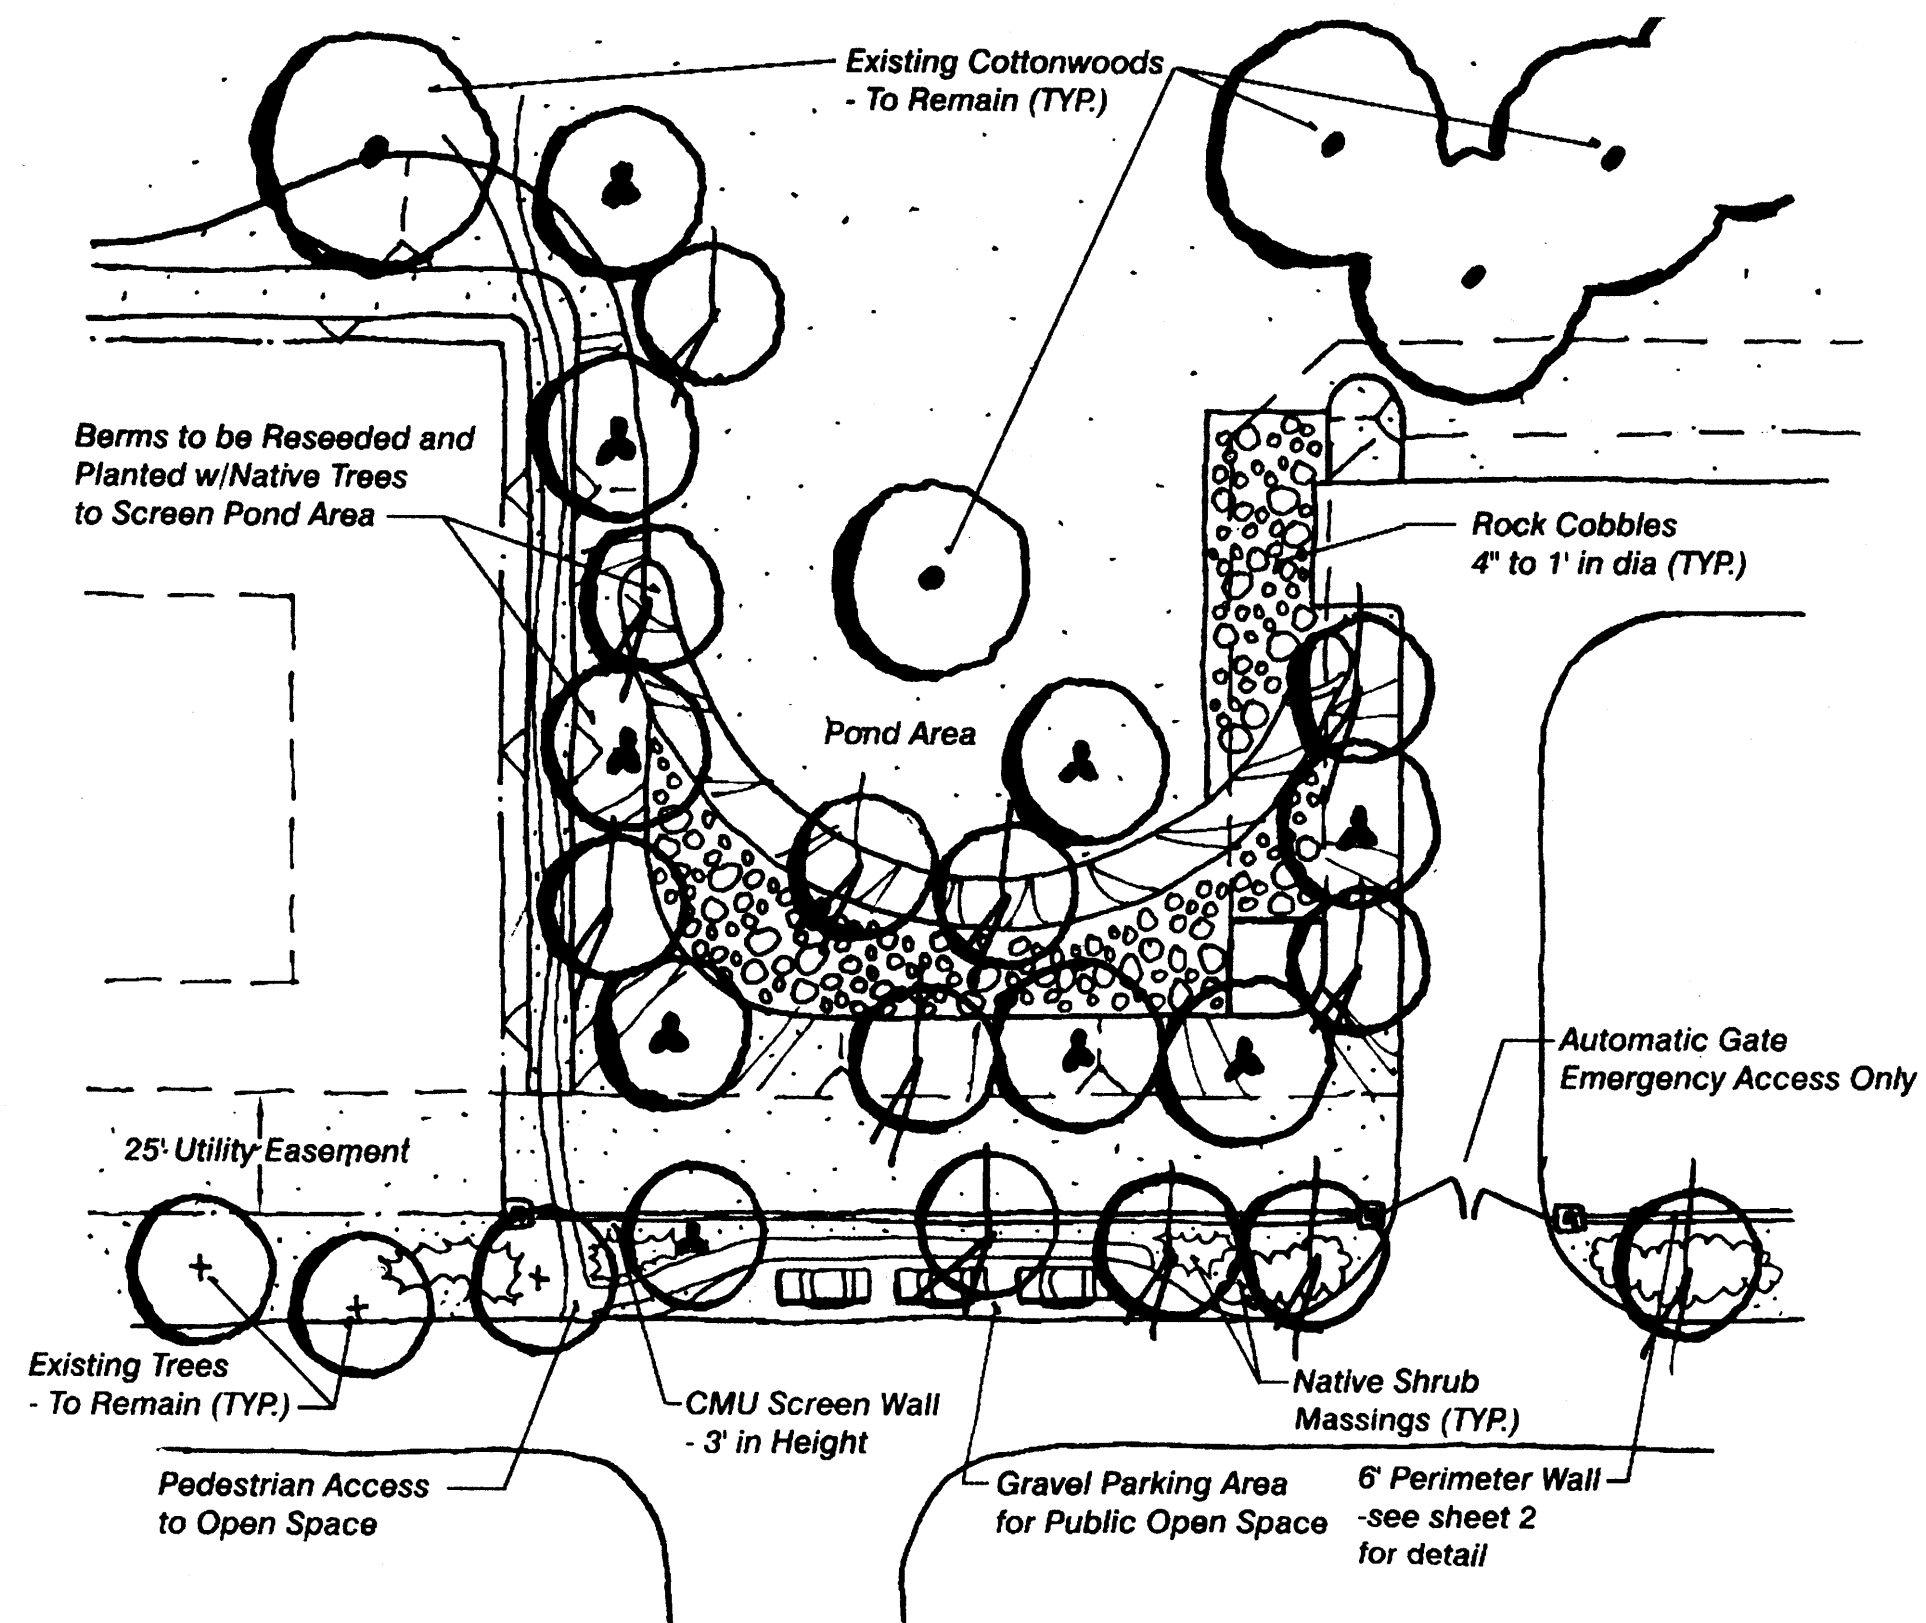 Existing Cottonwoods
- To Remain (TYP.)
Berms to be Reseeded and
Planted w/Native Trees
to Screen Pond Area
Rock Cobbles
4" to 1' in dia (TYP.)
Pond Area
Automatic Gate
Emergency Access Only
25' Utility Easement
Existing Trees
- To Remain (TYP.)
CMU Screen Wall
- 3' in Height
Native Shrub
Massings (TYP.)
Pedestrian Access
to Open Space
Gravel Parking Area
for Public Open Space
6' Perimeter Wall
-see sheet 2
for detail